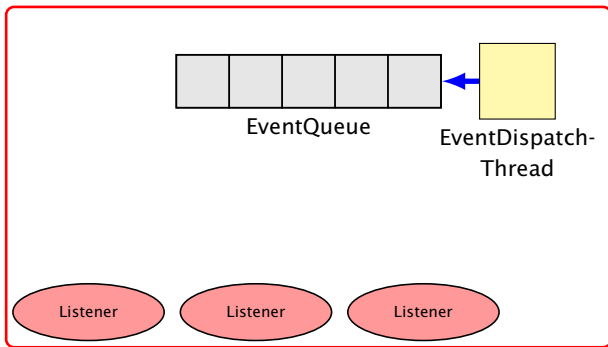 EventQueue
EventDispatch-
Thread
Listener
Listener
Listener